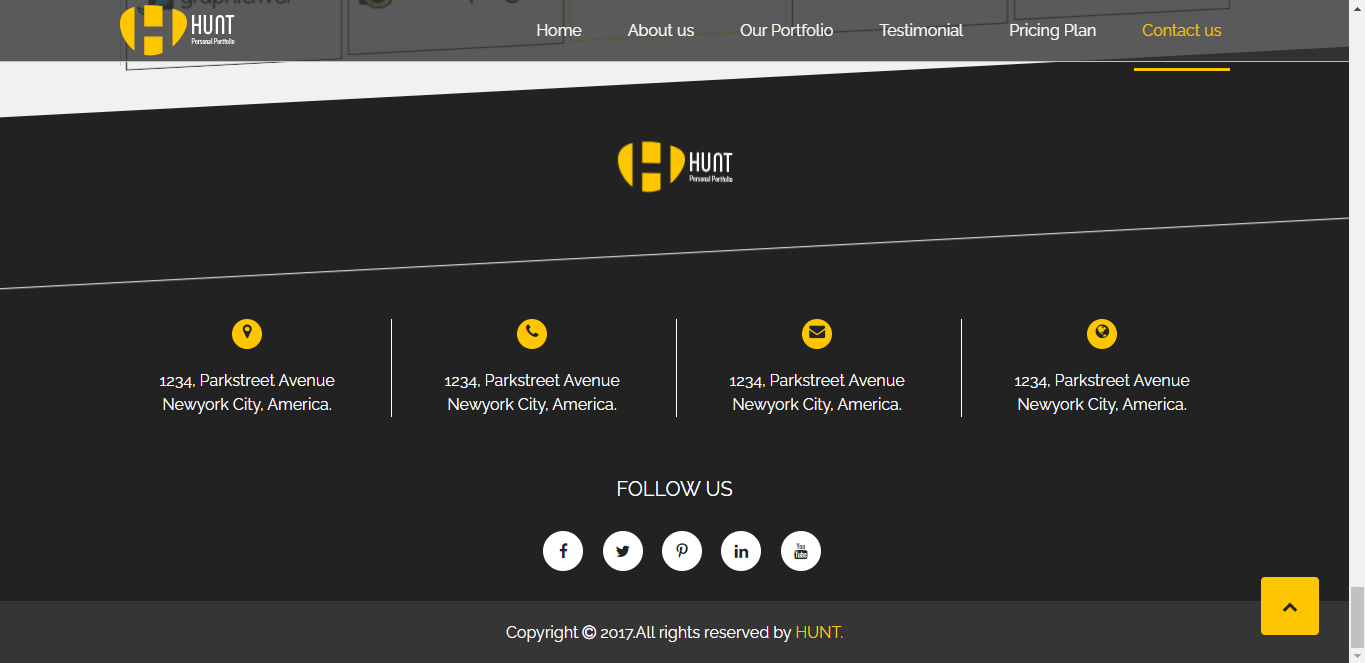 HUNT
Personal Portfolio
Home About us Our Portfolio Testimonial Pricing Plan Contact us
HUNT
Personal Portfolio
1234, Parkstreet Avenue
Newyork City, America.
1234, Parkstreet Avenue
Newyork City, America.
1234, Parkstreet Avenue
Newyork City, America.
1234, Parkstreet Avenue
Newyork City, America.
FOLLOW US
You
Tube
Copyright © 2017.All rights reserved by HUNT.